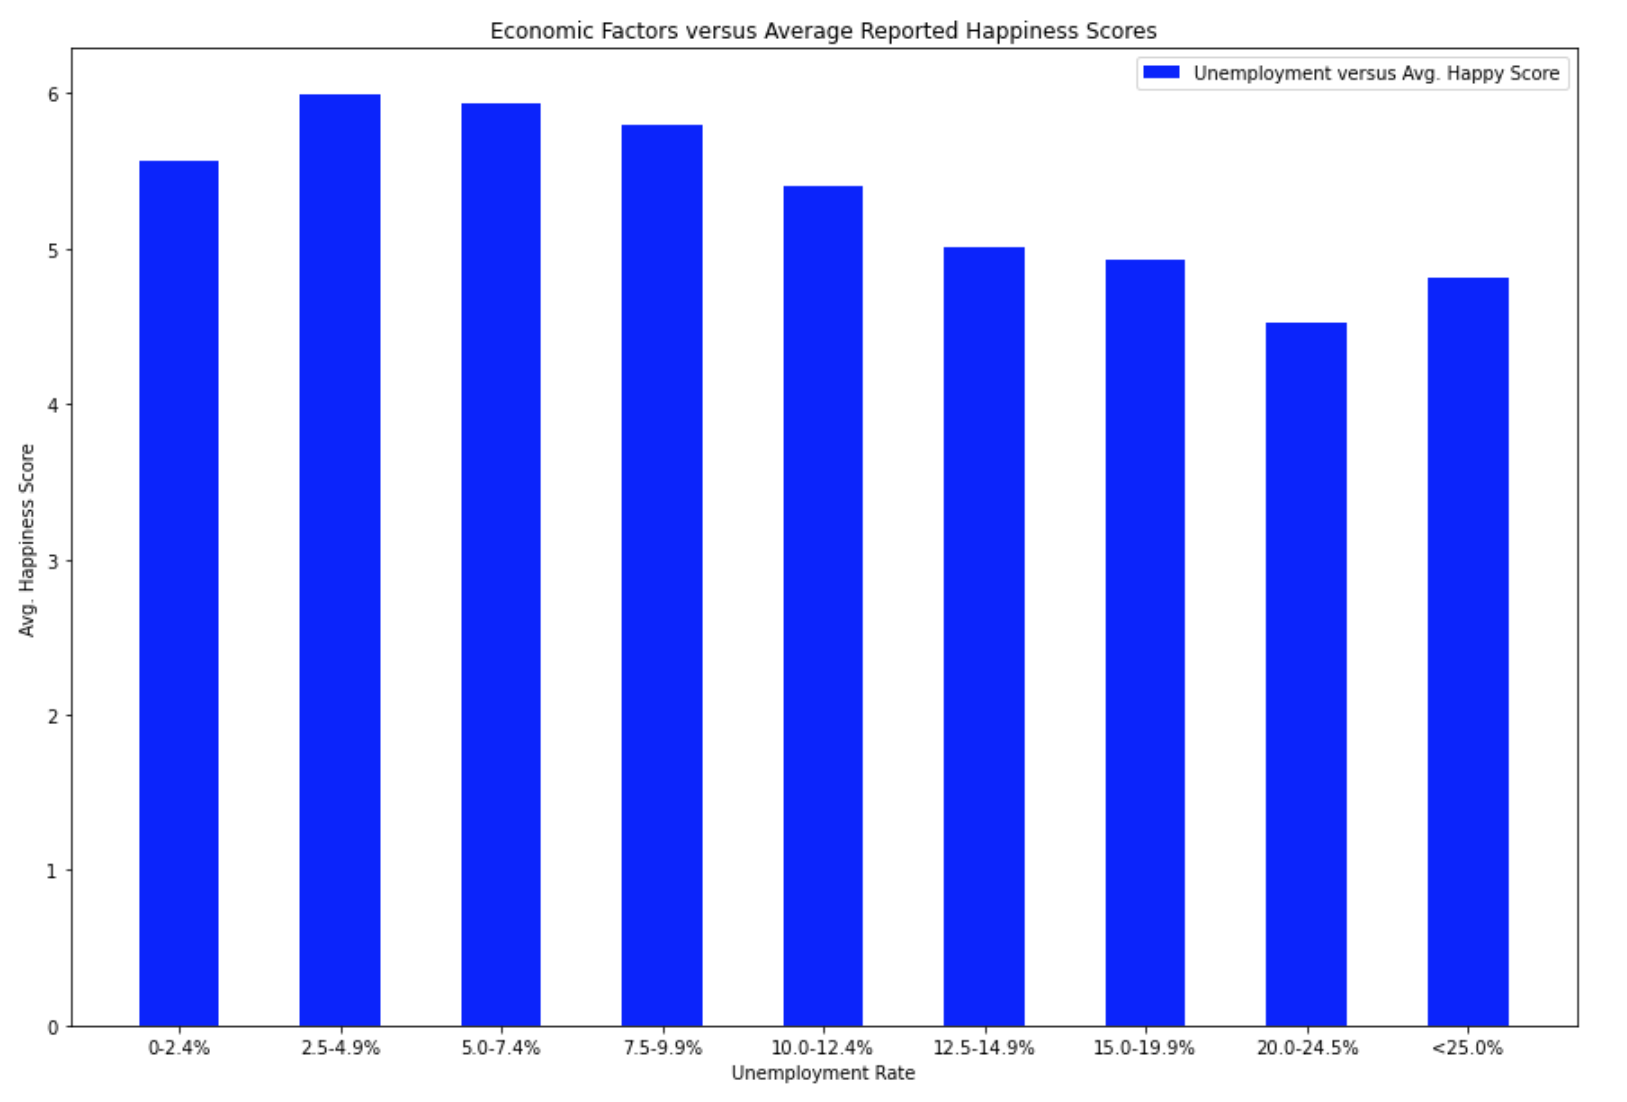 Economic Factors versus Average Reported Happiness Scores
Unemployment versus Avg. Happy Score
6
5
4
3
2
1
0
Avg. Happiness Score
0-2.4% 2.5-4.9% 5.0-7.4% 7.5-9.9% 10.0-12.4% 12.5-14.9% 15.0-19.9% 20.0-24.5% <25.0%
Unemployment Rate